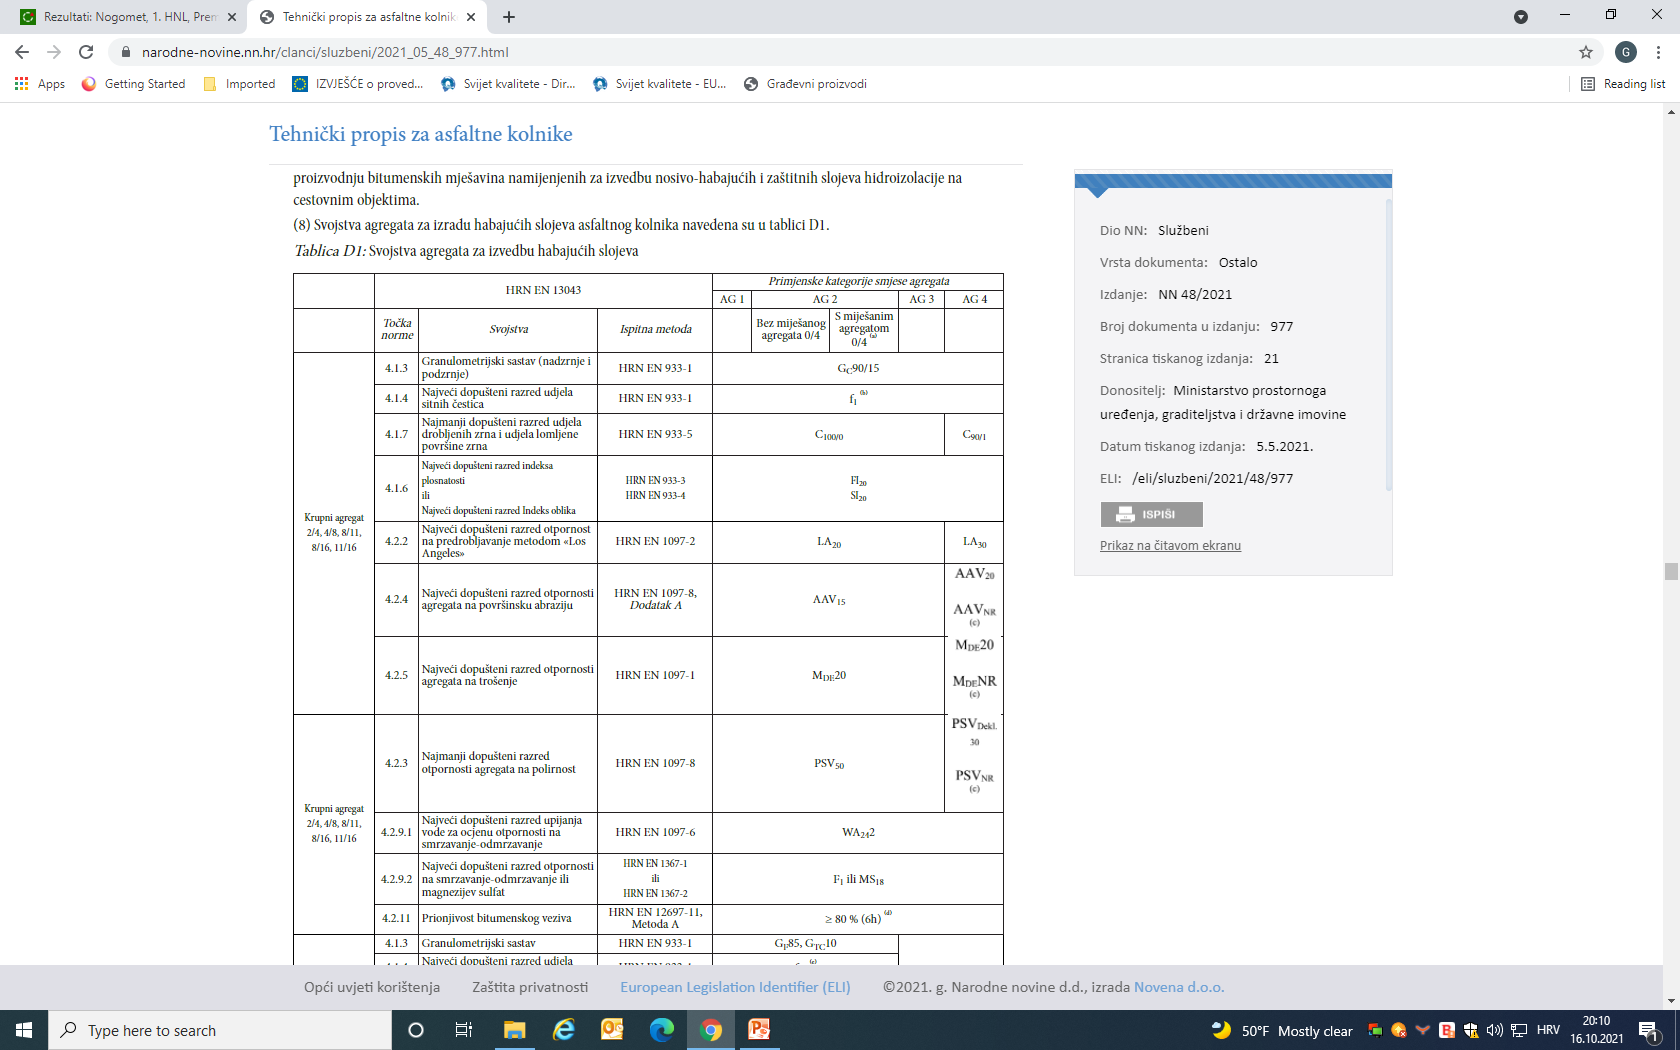 Rezultati: Nogomet, 1. HNL, Prem
Tehnički propis za asfaltne kolnik
narodne-novine.nn.hr/clanci/sluzbeni/2021_05_48_977.html
G
Apps
Getting Started
Imported
IZVJEŠĆE o proved...
Svijet kvalitete - Dir...
Svijet kvalitete - EU...
Građevni proizvodi
Reading list
Tehnički propis za asfaltne kolnike
proizvodnju bitumenskih mješavina namijenjenih za izvedbu nosivo-habajućih i zaštitnih slojeva hidroizolacije na
cestovnim objektima.
(8) Svojstva agregata za izradu habajućih slojeva asfaltnog kolnika navedena su u tablici D1.
Tablica D1: Svojstva agregata za izvedbu habajućih slojeva
HRN EN 13043
Primjenske kategorije smjese agregata
AG 1
AG 2
AG 3
AG 4
Točka
norme
Svojstva
Ispitna metoda
Bez miješanog
agregata 0/4
S miješanim
agregatom
0/4 (a)
Krupni agregat
2/4, 4/8, 8/11,
8/16, 11/16
4.1.3
Granulometrijski sastav (nadzrnje i
podzrnje)
HRN EN 933-1
GC90/15
4.1.4
Najveći dopušteni razred udjela
sitnih čestica
HRN EN 933-1
f1 (b)
4.1.7
Najmanji dopušteni razred udjela
drobljenih zrna i udjela lomljene
površine zrna
HRN EN 933-5
C100/0
C90/1
4.1.6
Najveći dopušteni razred indeksa
plosnatosti
ili
Najveći dopušteni razred Indeks oblika
HRN EN 933-3
HRN EN 933-4
FI20
SI20
4.2.2
Najveći dopušteni razred otpornost
na predrobljavanje metodom «Los
Angeles»
HRN EN 1097-2
LA20
LA30
4.2.4
Najveći dopušteni razred otpornosti
agregata na površinsku abraziju
HRN EN 1097-8,
Dodatak A
AAV15
AAV20
AAVNR
(c)
4.2.5
Najveći dopušteni razred otpornosti
agregata na trošenje
HRN EN 1097-1
MDE20
MDE20
MDENR
(c)
Krupni agregat
2/4, 4/8, 8/11,
8/16, 11/16
4.2.3
Najmanji dopušteni razred
otpornosti agregata na polirnost
HRN EN 1097-8
PSV50
PSVDekl.
30
PSVNR
(c)
4.2.9.1
Najveći dopušteni razred upijanja
vode za ocjenu otpornosti na
smrzavanje-odmrzavanje
HRN EN 1097-6
WA242
4.2.9.2
Najveći dopušteni razred otpornosti
na smrzavanje-odmrzavanje ili
magnezijev sulfat
HRN EN 1367-1
ili
HRN EN 1367-2
F1 ili MS18
4.2.11
Prionjivost bitumenskog veziva
HRN EN 12697-11,
Metoda A
≥ 80 % (6h) (d)
4.1.3
Granulometrijski sastav
HRN EN 933-1
GF85, GTC10
Najveći dopušteni razred udjela
(e)
Dio NN: Službeni
Vrsta dokumenta: Ostalo
Izdanje: NN 48/2021
Broj dokumenta u izdanju: 977
Stranica tiskanog izdanja: 21
Donositelj: Ministarstvo prostornoga
uređenja, graditeljstva i državne imovine
Datum tiskanog izdanja: 5.5.2021.
ELI: /eli/sluzbeni/2021/48/977
ISPIŠI
Prikaz na čitavom ekranu
Opći uvjeti korištenja
Zaštita privatnosti
European Legislation Identifier (ELI)
©2021. g. Narodne novine d.d., izrada Novena d.o.o.
Type here to search
50°F Mostly clear
HRV
20:10
16.10.2021
1